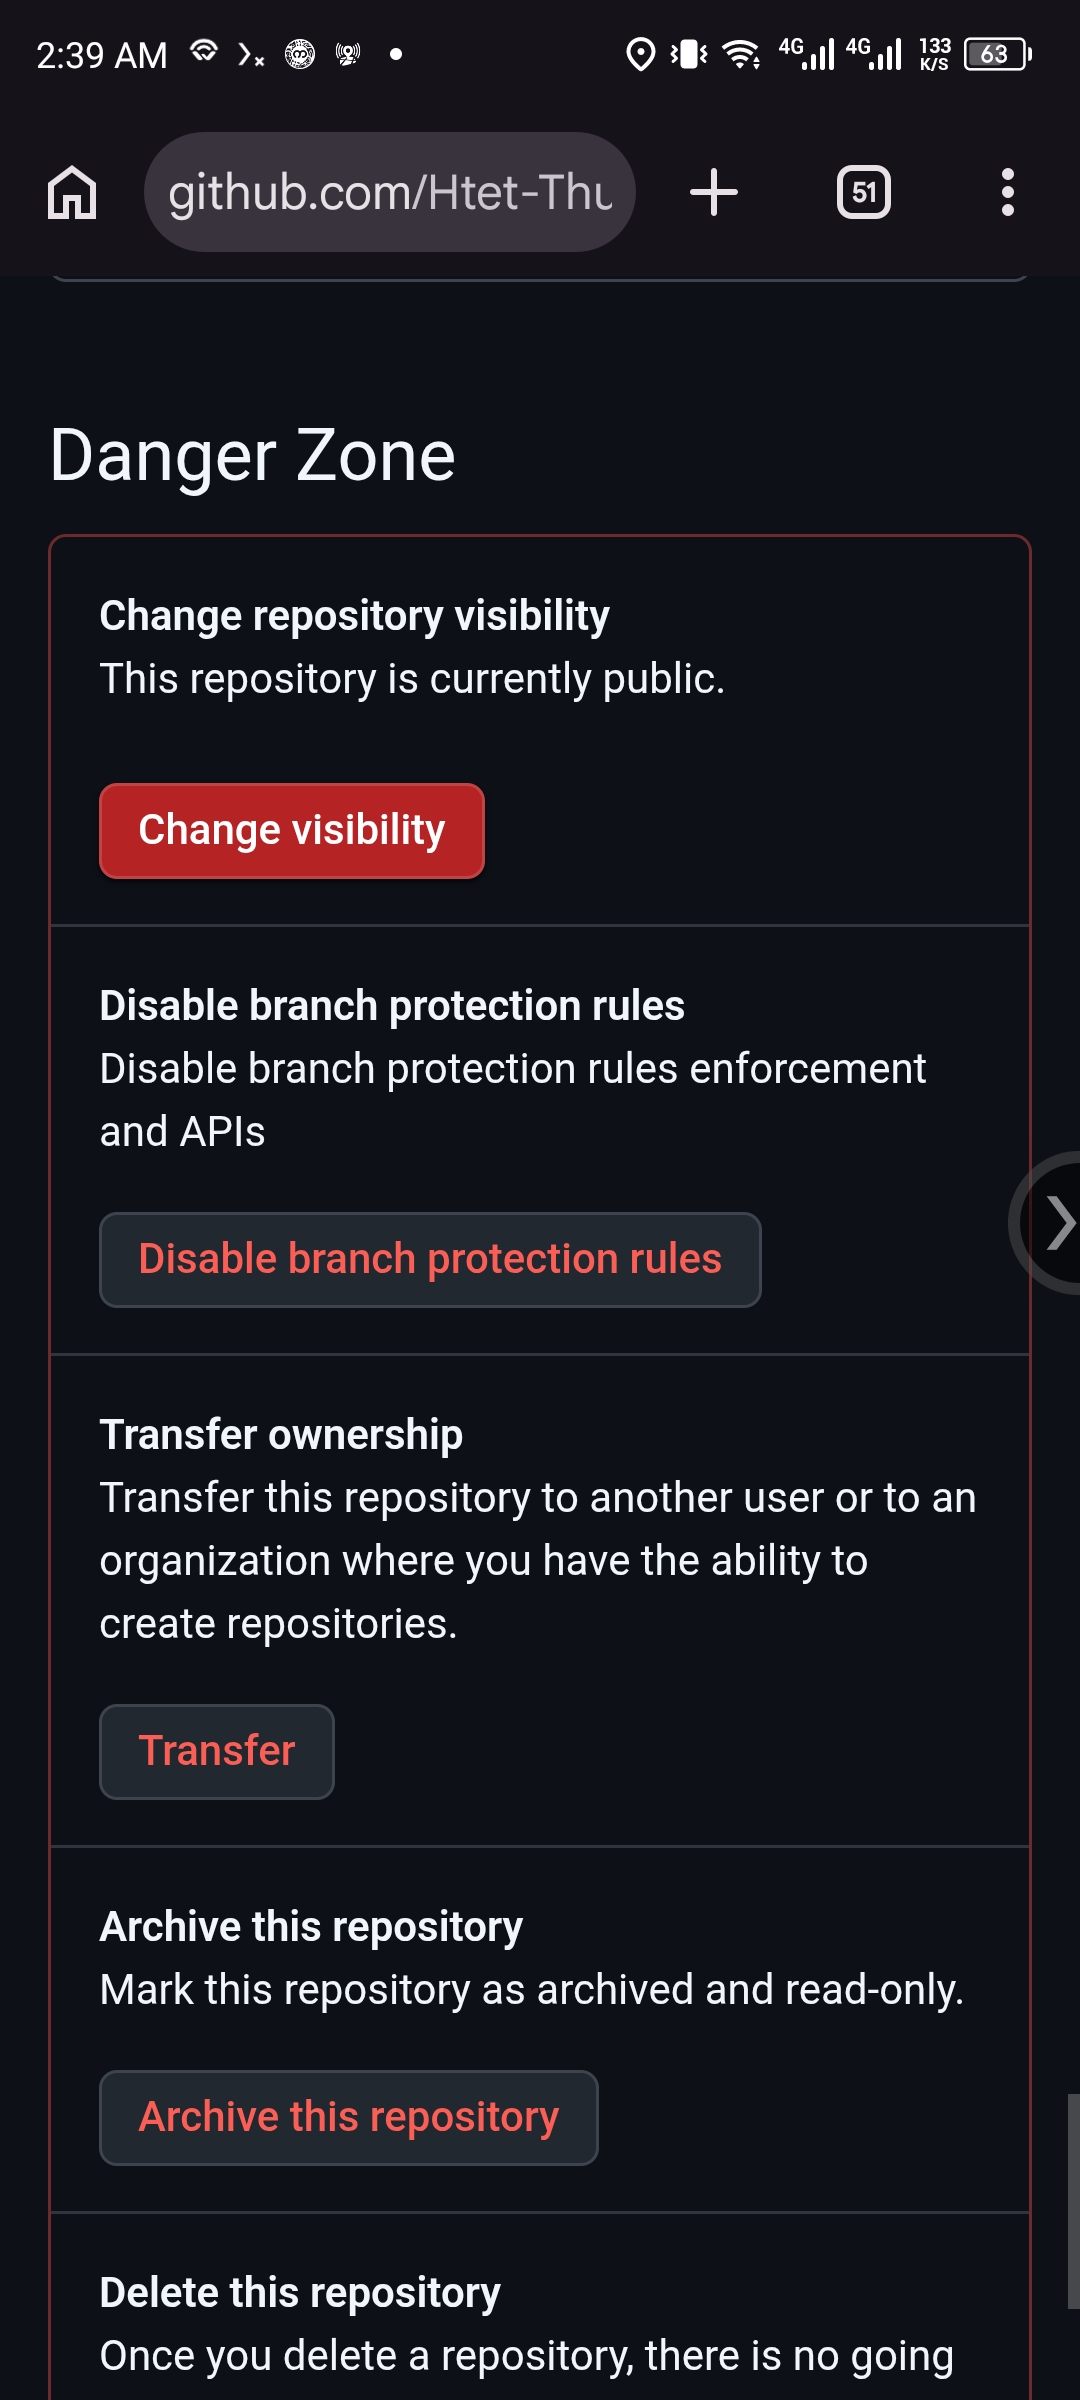 2:39 AM 4G 4G 133 K/S 63
github.com/Htet-Thu 51
Danger Zone
Change repository visibility
This repository is currently public.
Change visibility
Disable branch protection rules
Disable branch protection rules enforcement
and APIs
Disable branch protection rules
Transfer ownership
Transfer this repository to another user or to an
organization where you have the ability to
create repositories.
Transfer
Archive this repository
Mark this repository as archived and read-only.
Archive this repository
Delete this repository
Once you delete a repository, there is no going